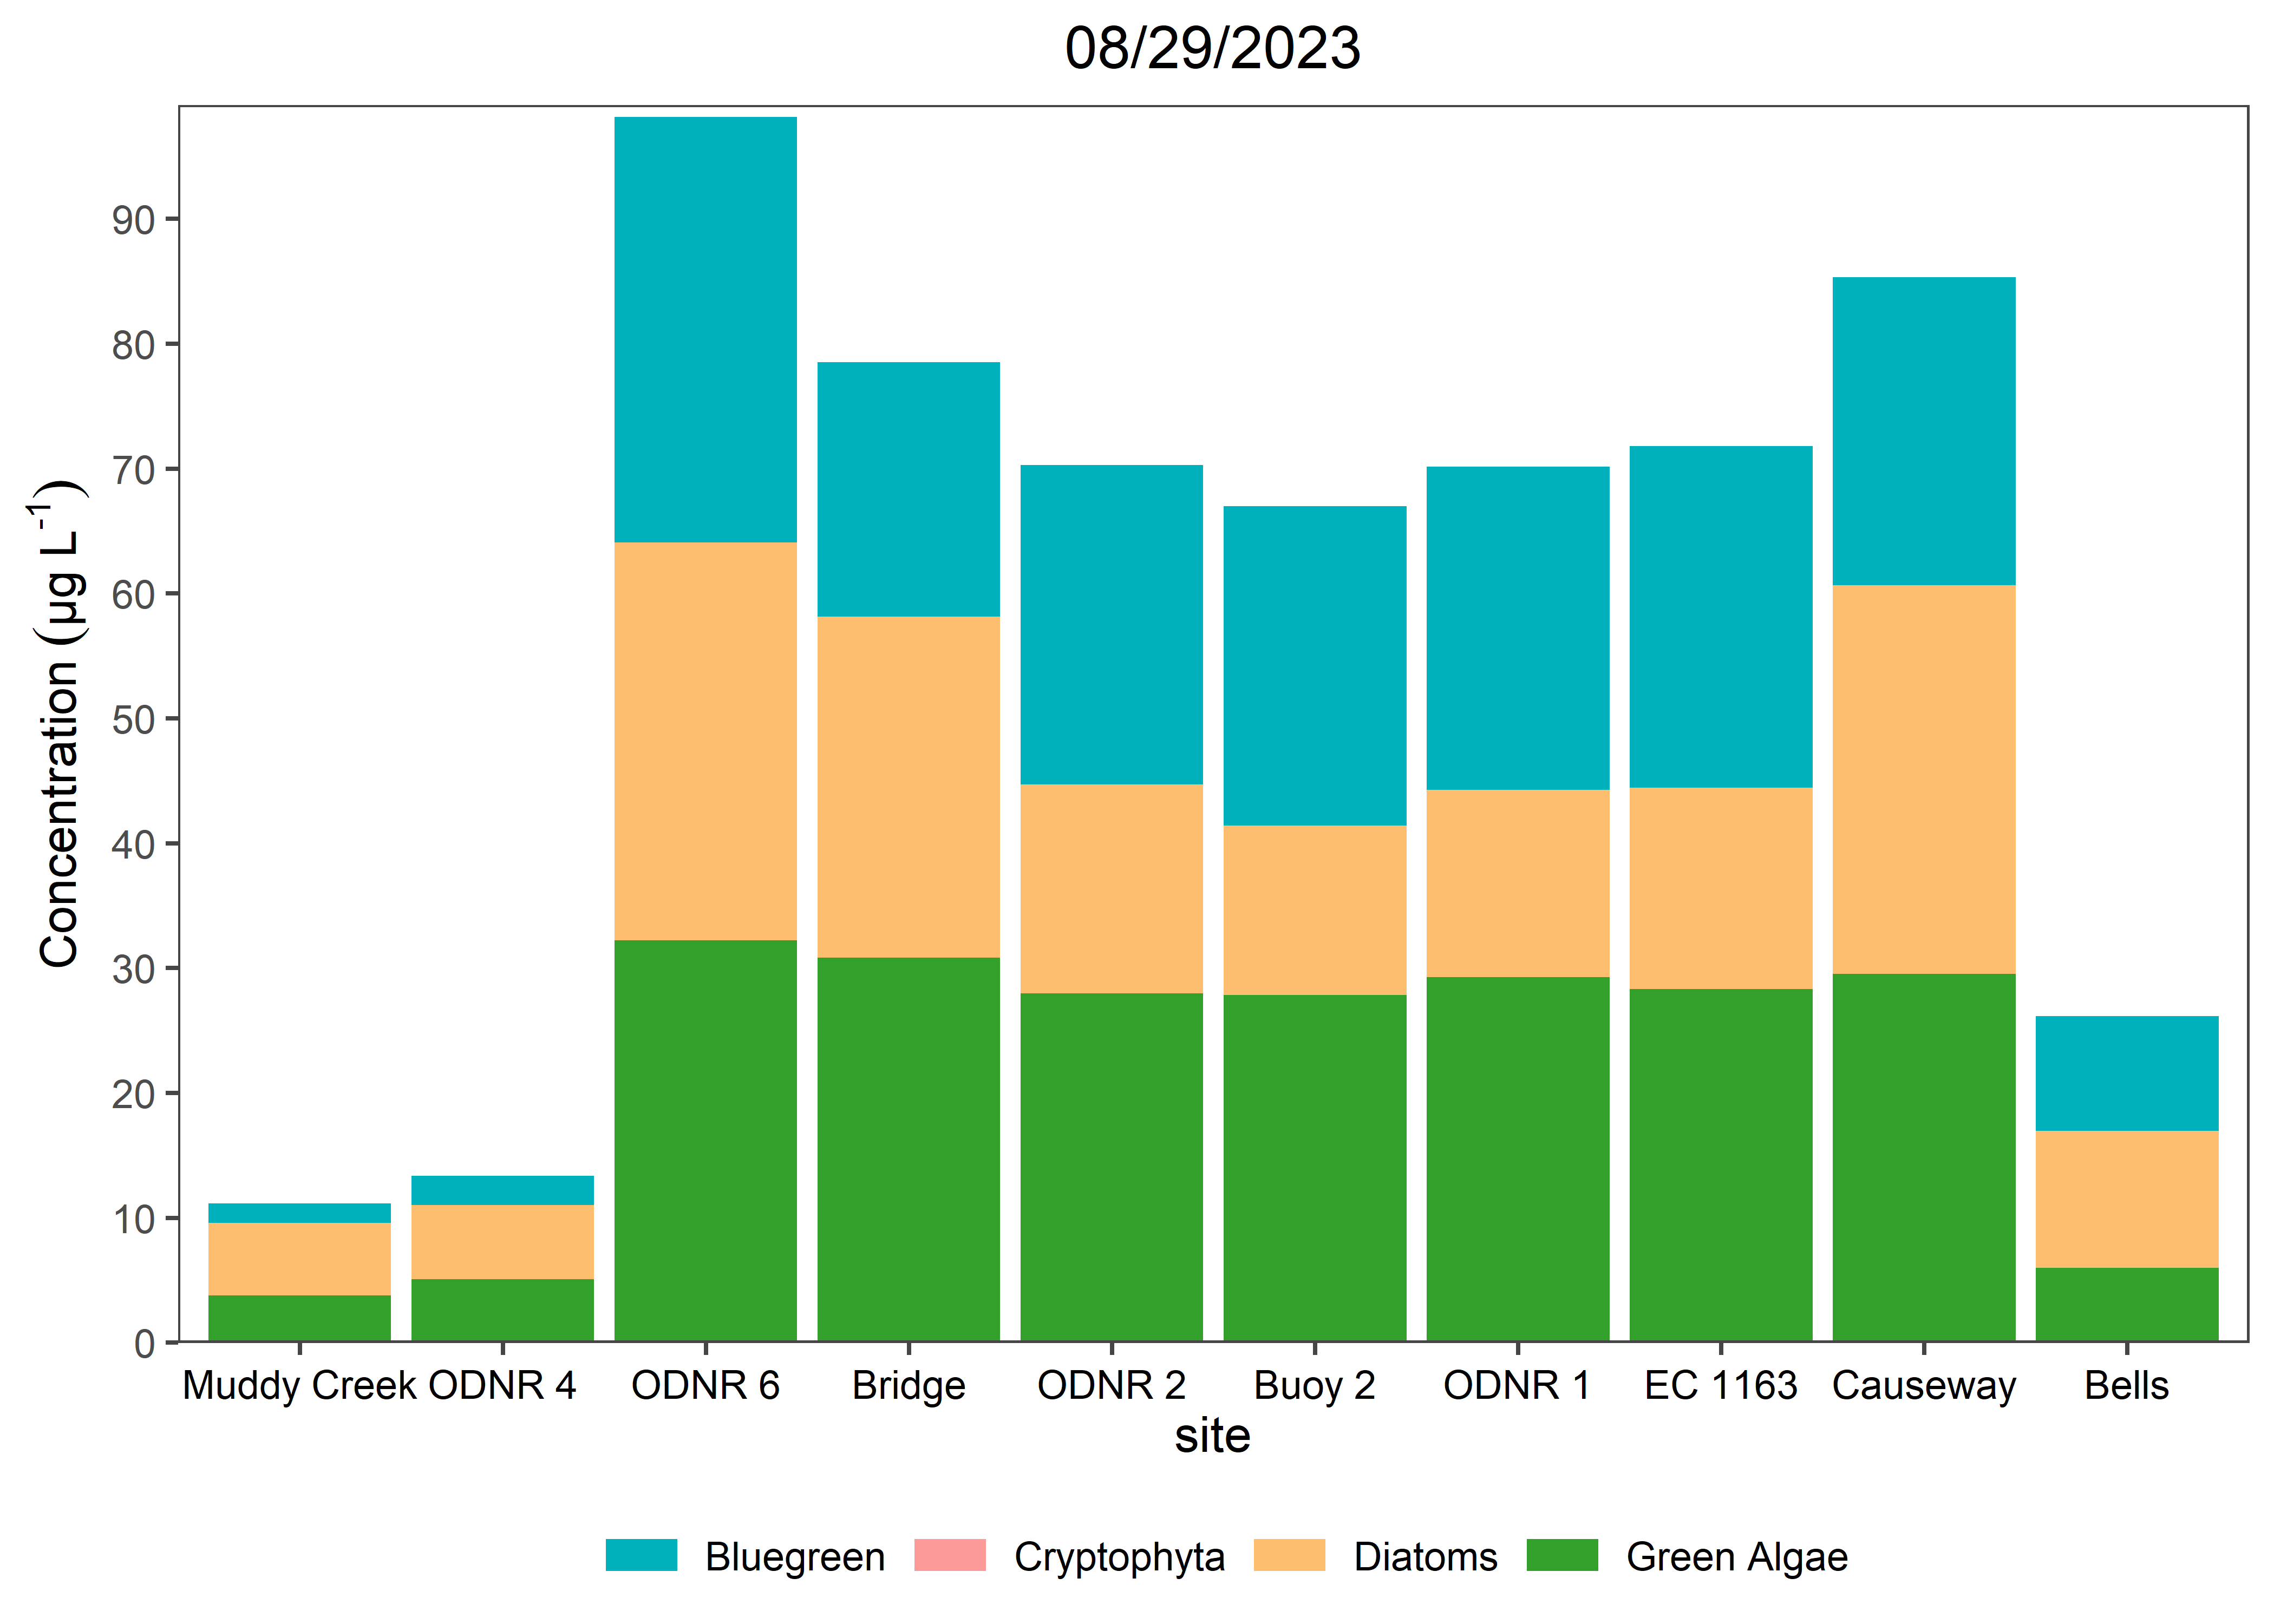 08/29/2023
Concentration (µg L⁻¹)
90
80
70
60
50
40
30
20
10
0
Muddy Creek ODNR 4 ODNR 6 Bridge ODNR 2 Buoy 2 ODNR 1 EC 1163 Causeway Bells
site
Bluegreen Cryptophyta Diatoms Green Algae